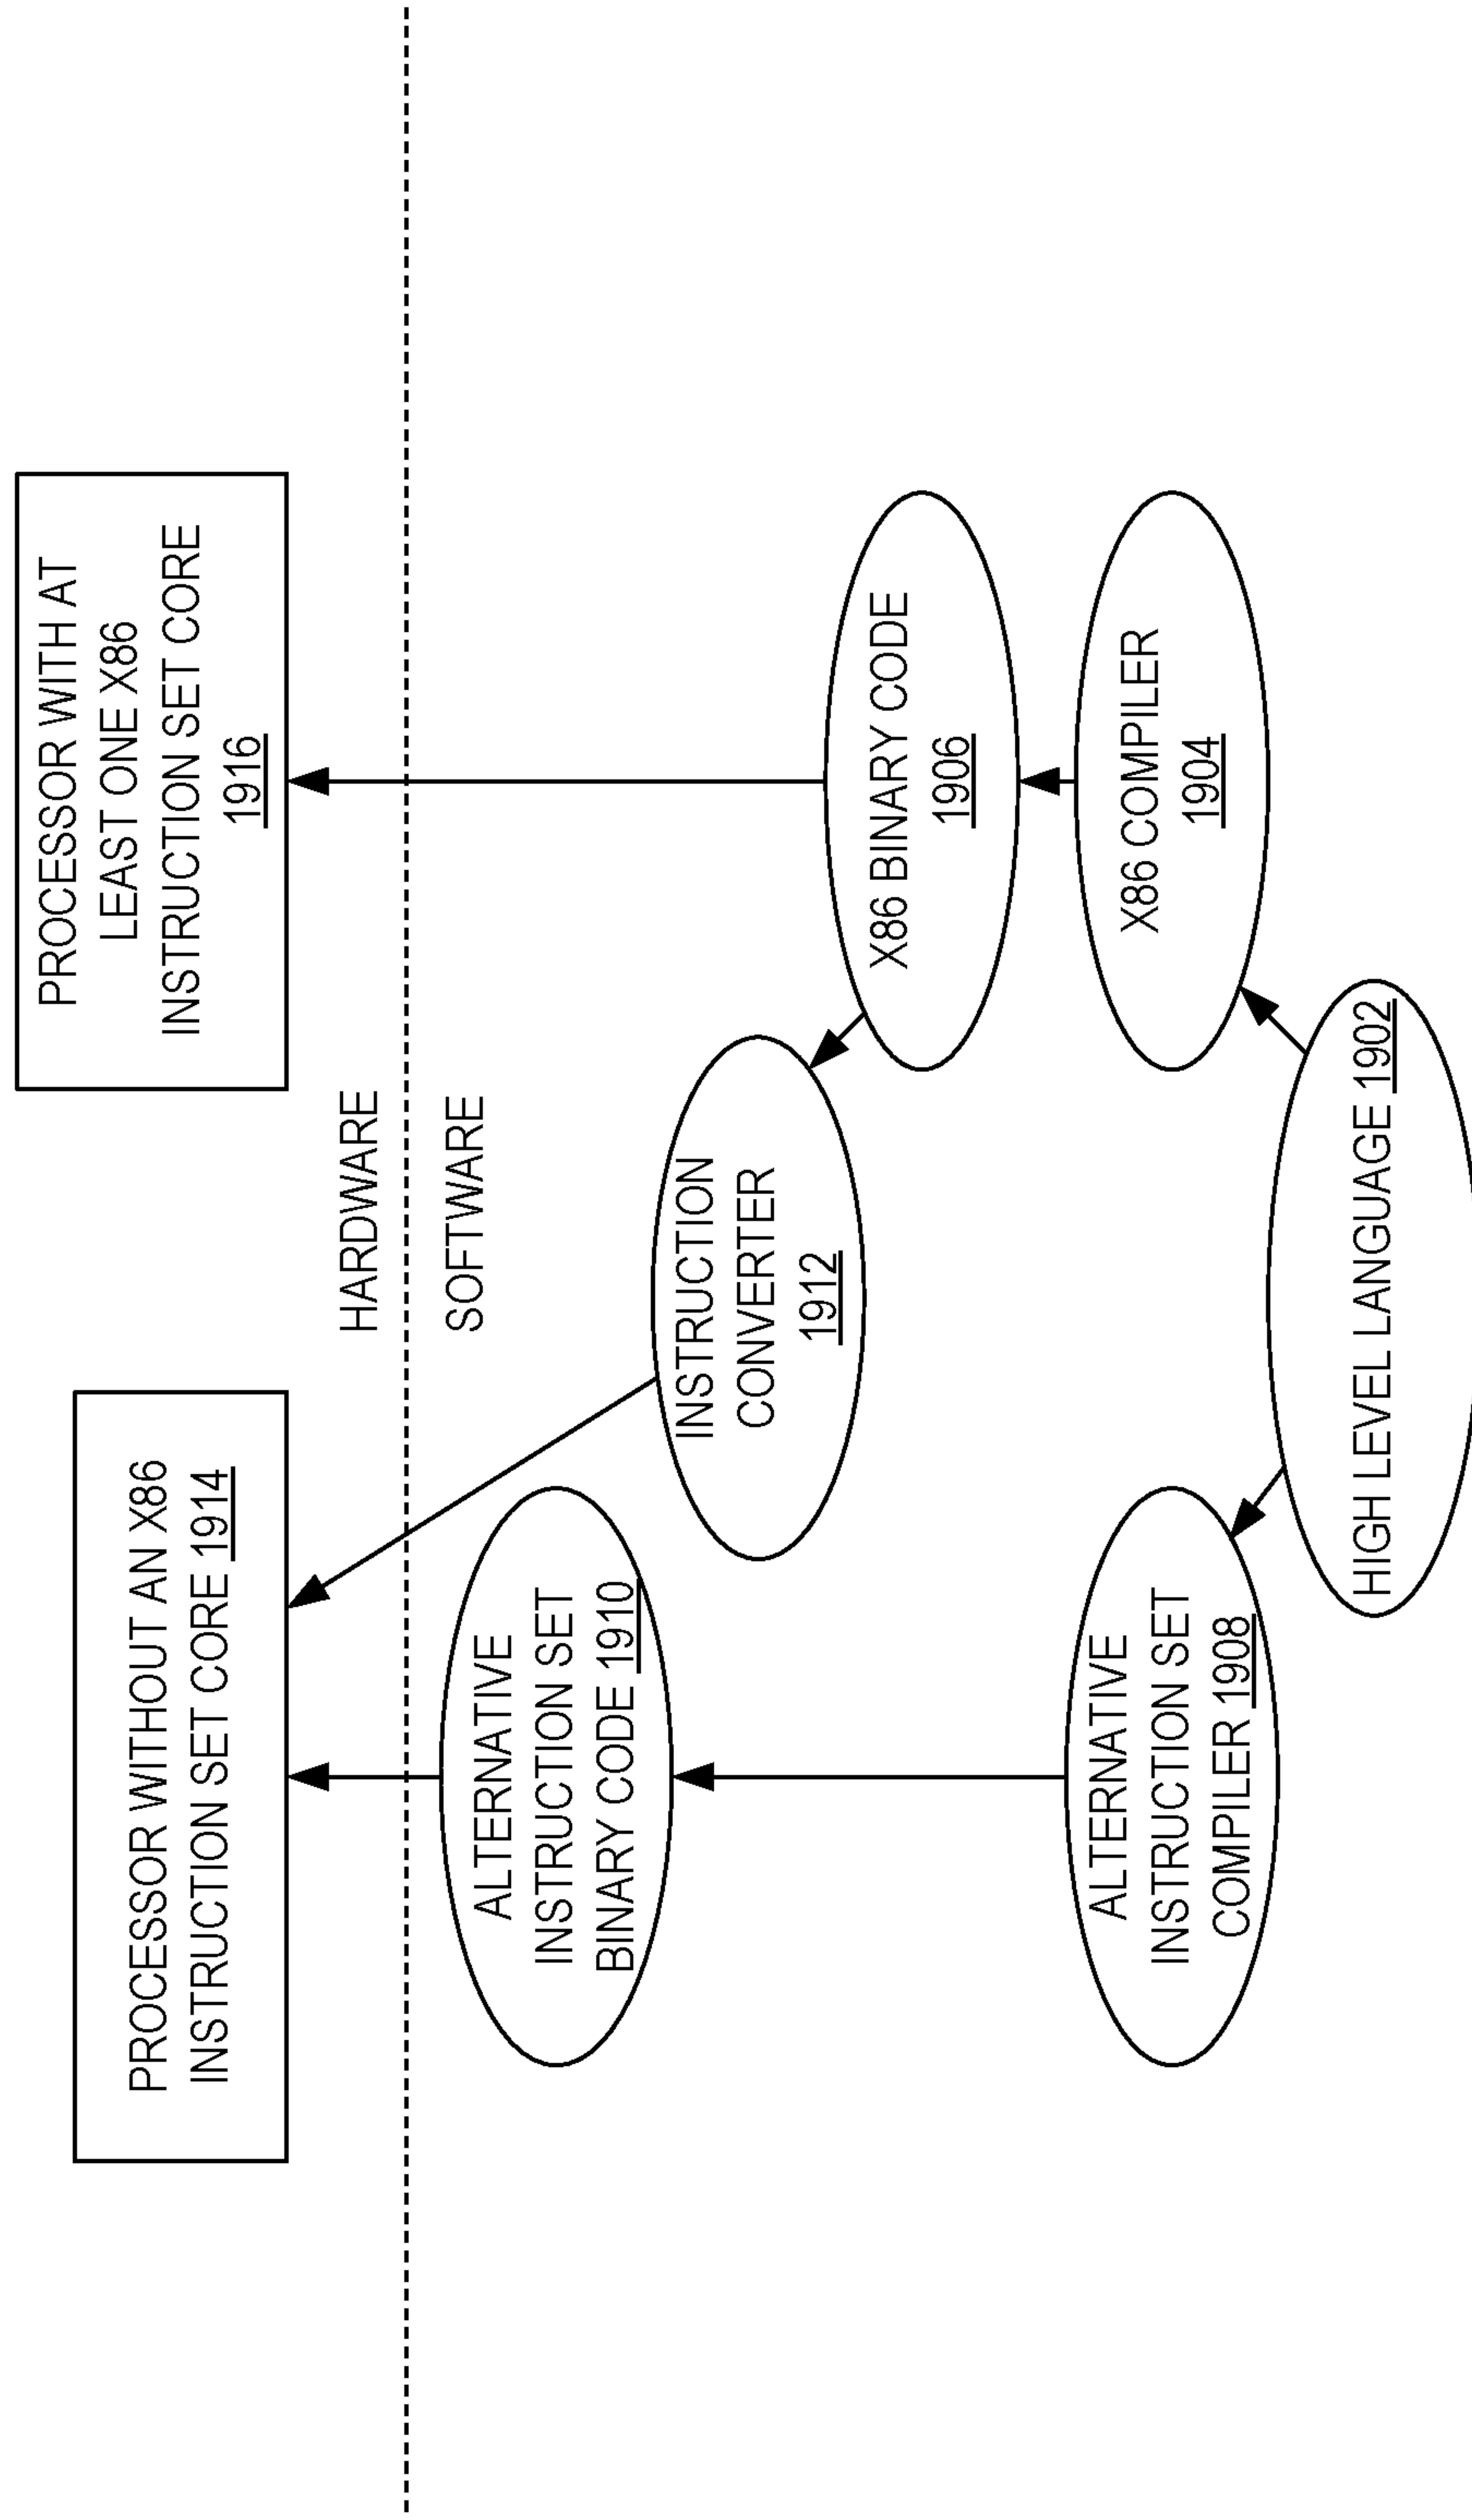 PROCESSOR WITHOUT AN X86
INSTRUCTION SET CORE 1914
PROCESSOR WITH AT
LEAST ONE X86
INSTRUCTION SET CORE
1916
HARDWARE
SOFTWARE
ALTERNATIVE
INSTRUCTION SET
BINARY CODE 1910
INSTRUCTION
CONVERTER
1912
X86 BINARY CODE
1906
ALTERNATIVE
INSTRUCTION SET
COMPILER 1908
X86 COMPILER
1904
HIGH LEVEL LANGUAGE 1902